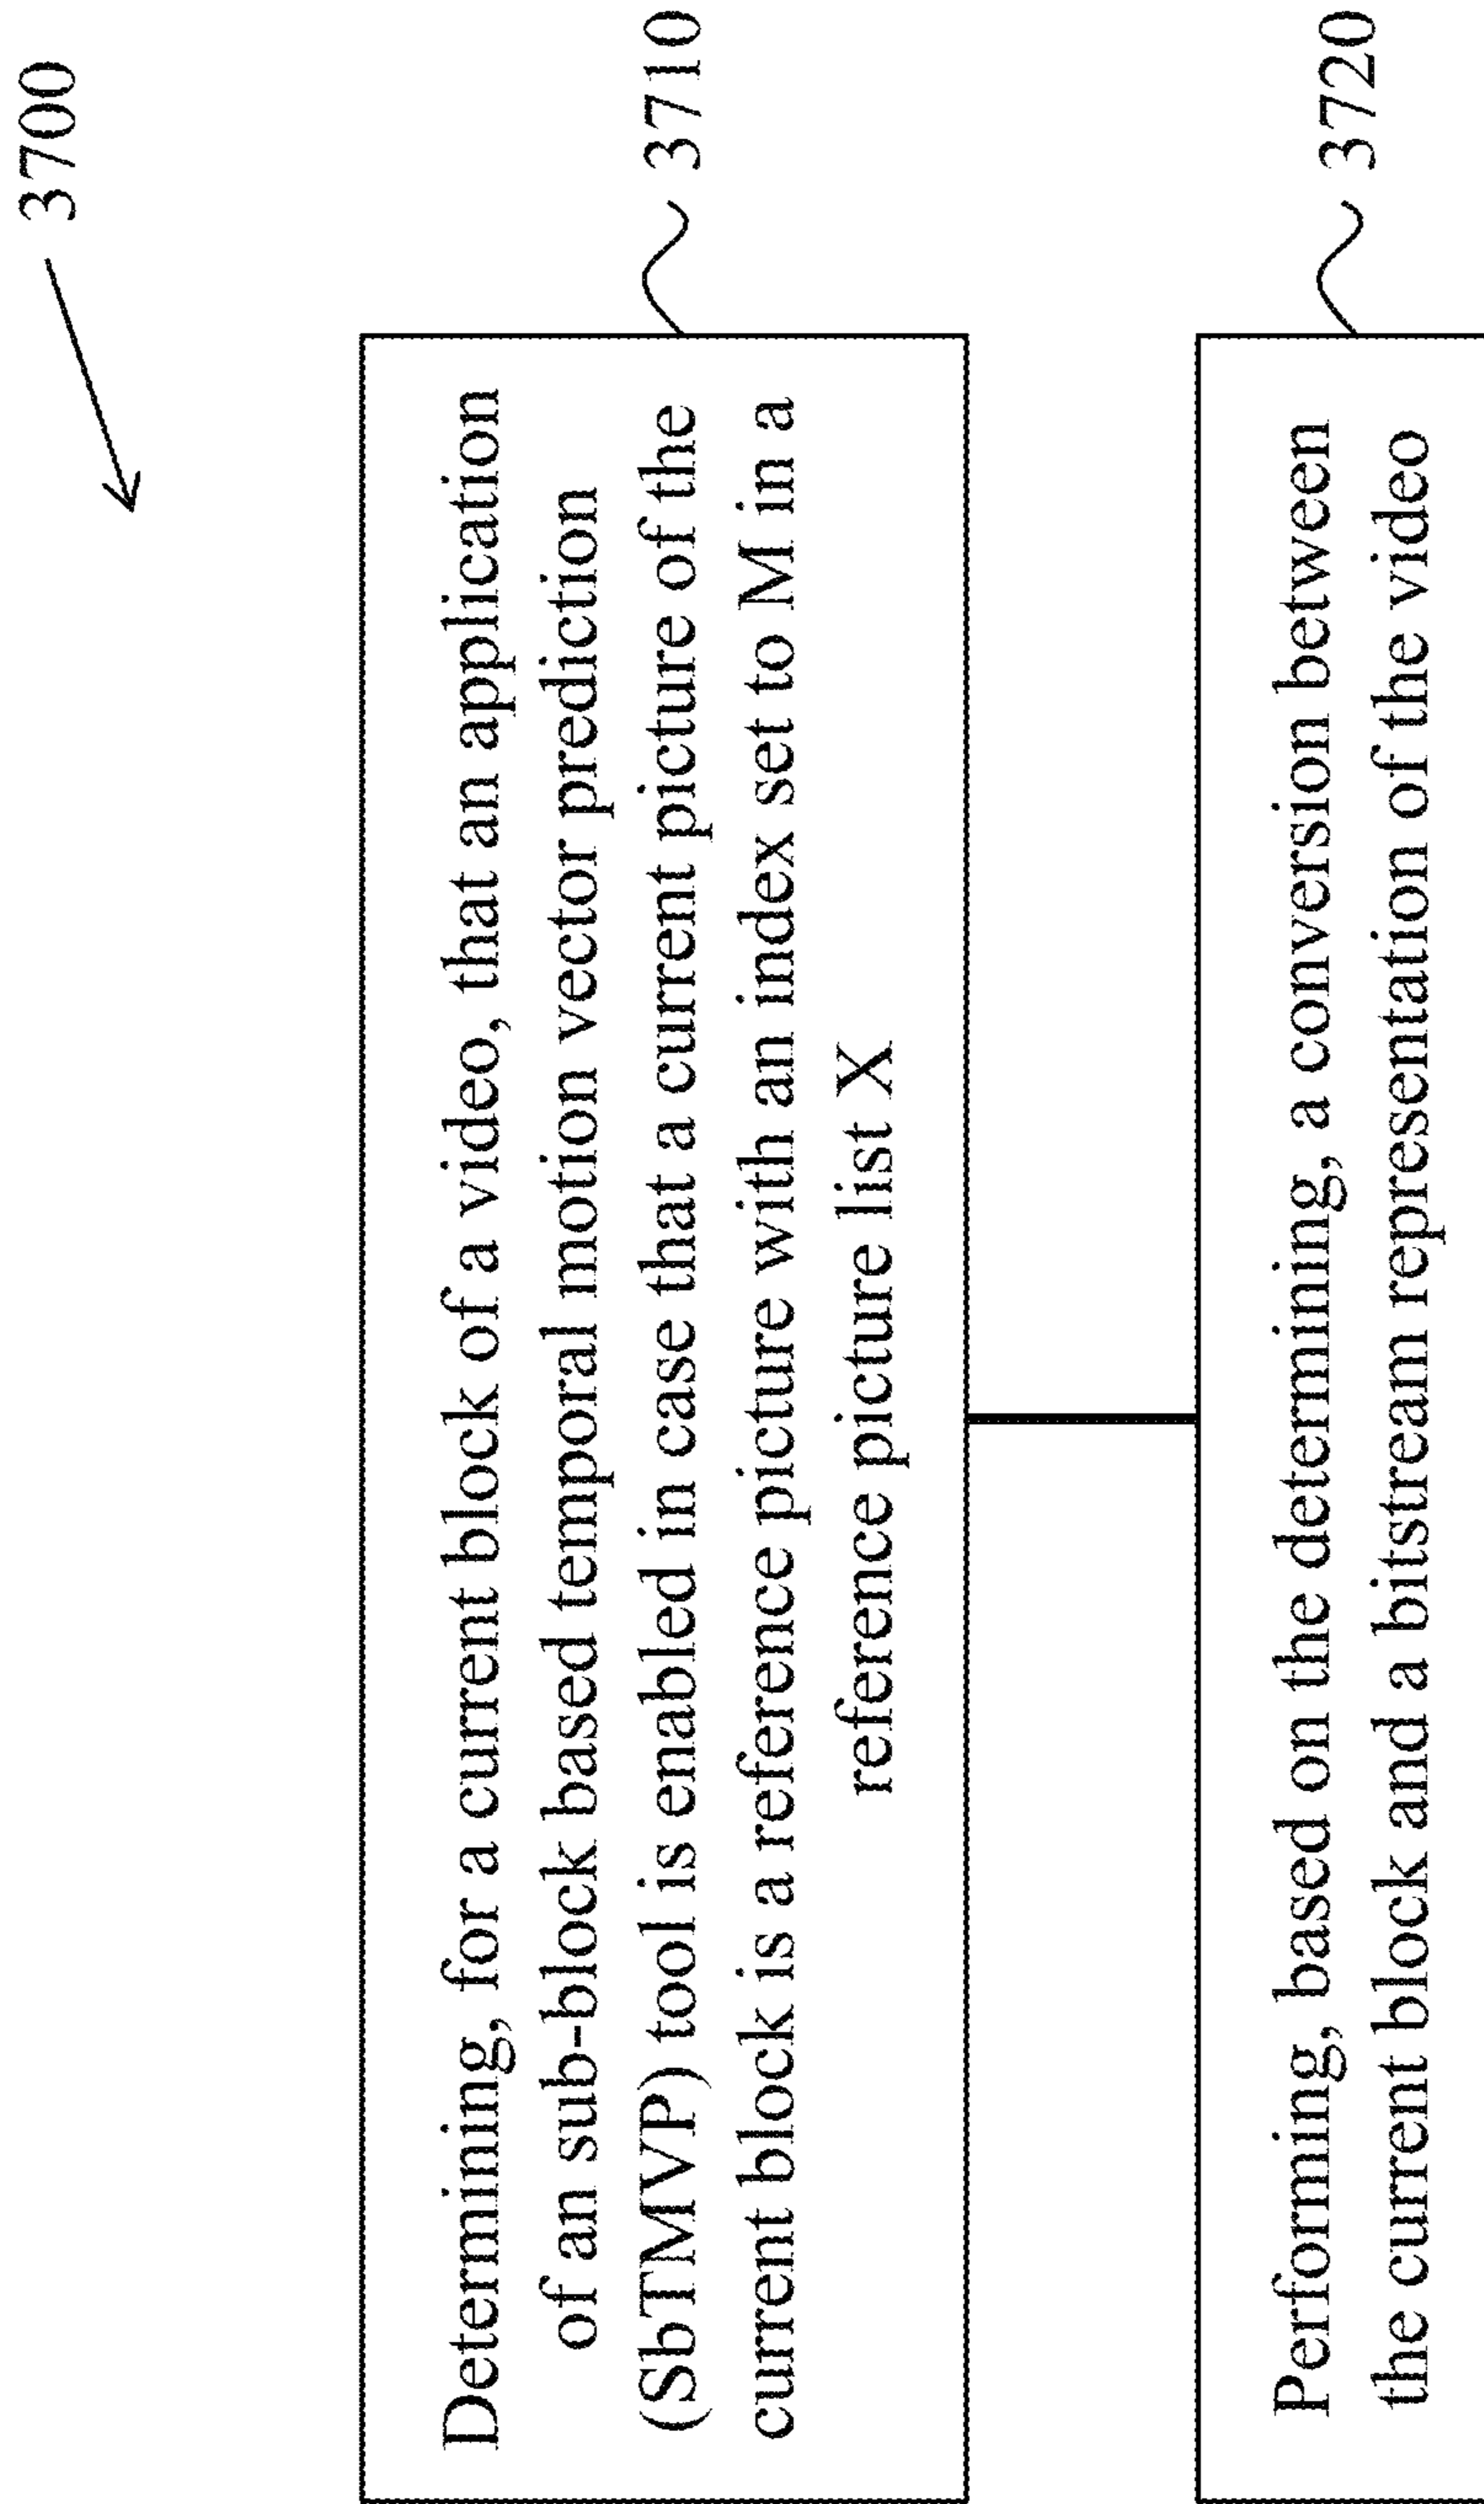 3700
Determining, for a current block of a video, that an application
of an sub-block based temporal motion vector prediction
(SbTMVP) tool is enabled in case that a current picture of the
current block is a reference picture with an index set to M in a
reference picture list X
3710
Performing, based on the determining, a conversion between
the current block and a bitstream representation of the video
3720